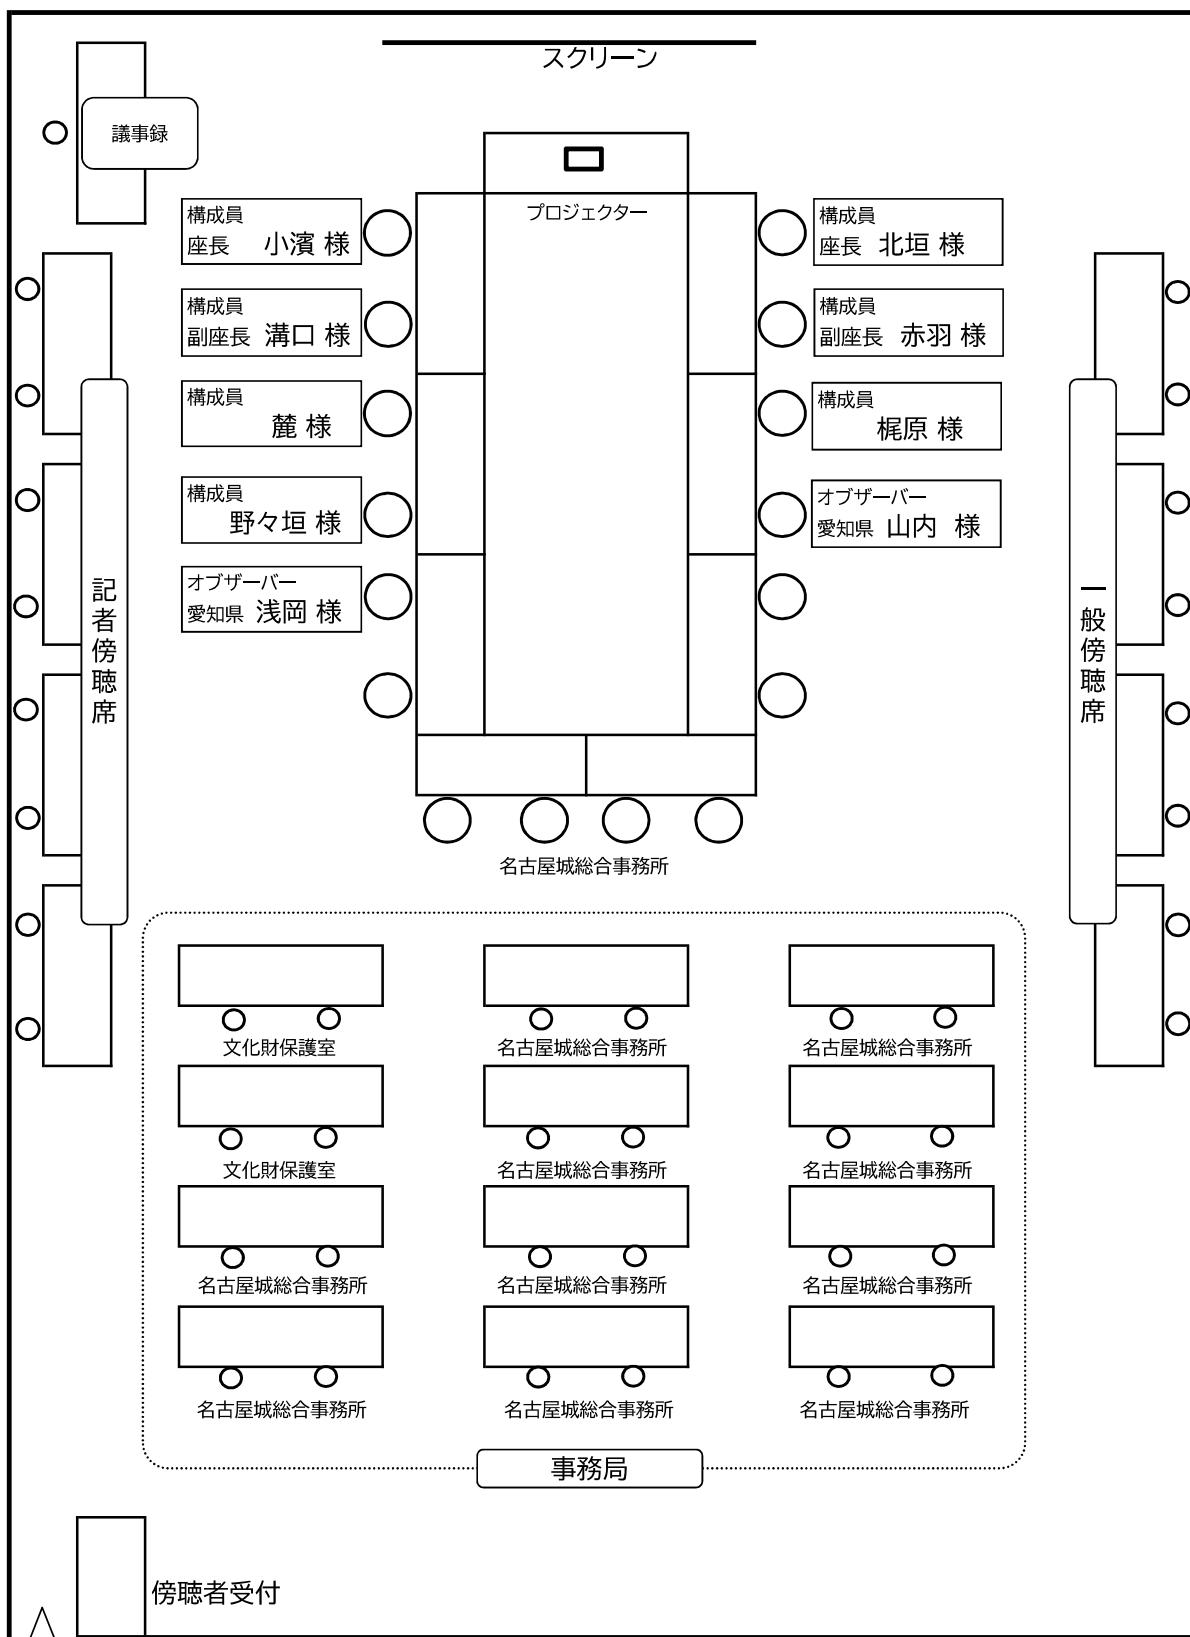 スクリーン
議事録
プロジェクター
構成員
座長 小濱 様
構成員
座長 北垣 様
構成員
副座長 溝口 様
構成員
副座長 赤羽 様
構成員
麓 様
構成員
梶原 様
構成員
野々垣 様
オブザーバー
愛知県 山内 様
オブザーバー
愛知県 浅岡 様
記者傍聴席
一般傍聴席
名古屋城総合事務所
文化財保護室
名古屋城総合事務所
名古屋城総合事務所
文化財保護室
名古屋城総合事務所
名古屋城総合事務所
名古屋城総合事務所
名古屋城総合事務所
名古屋城総合事務所
名古屋城総合事務所
名古屋城総合事務所
名古屋城総合事務所
事務局
傍聴者受付